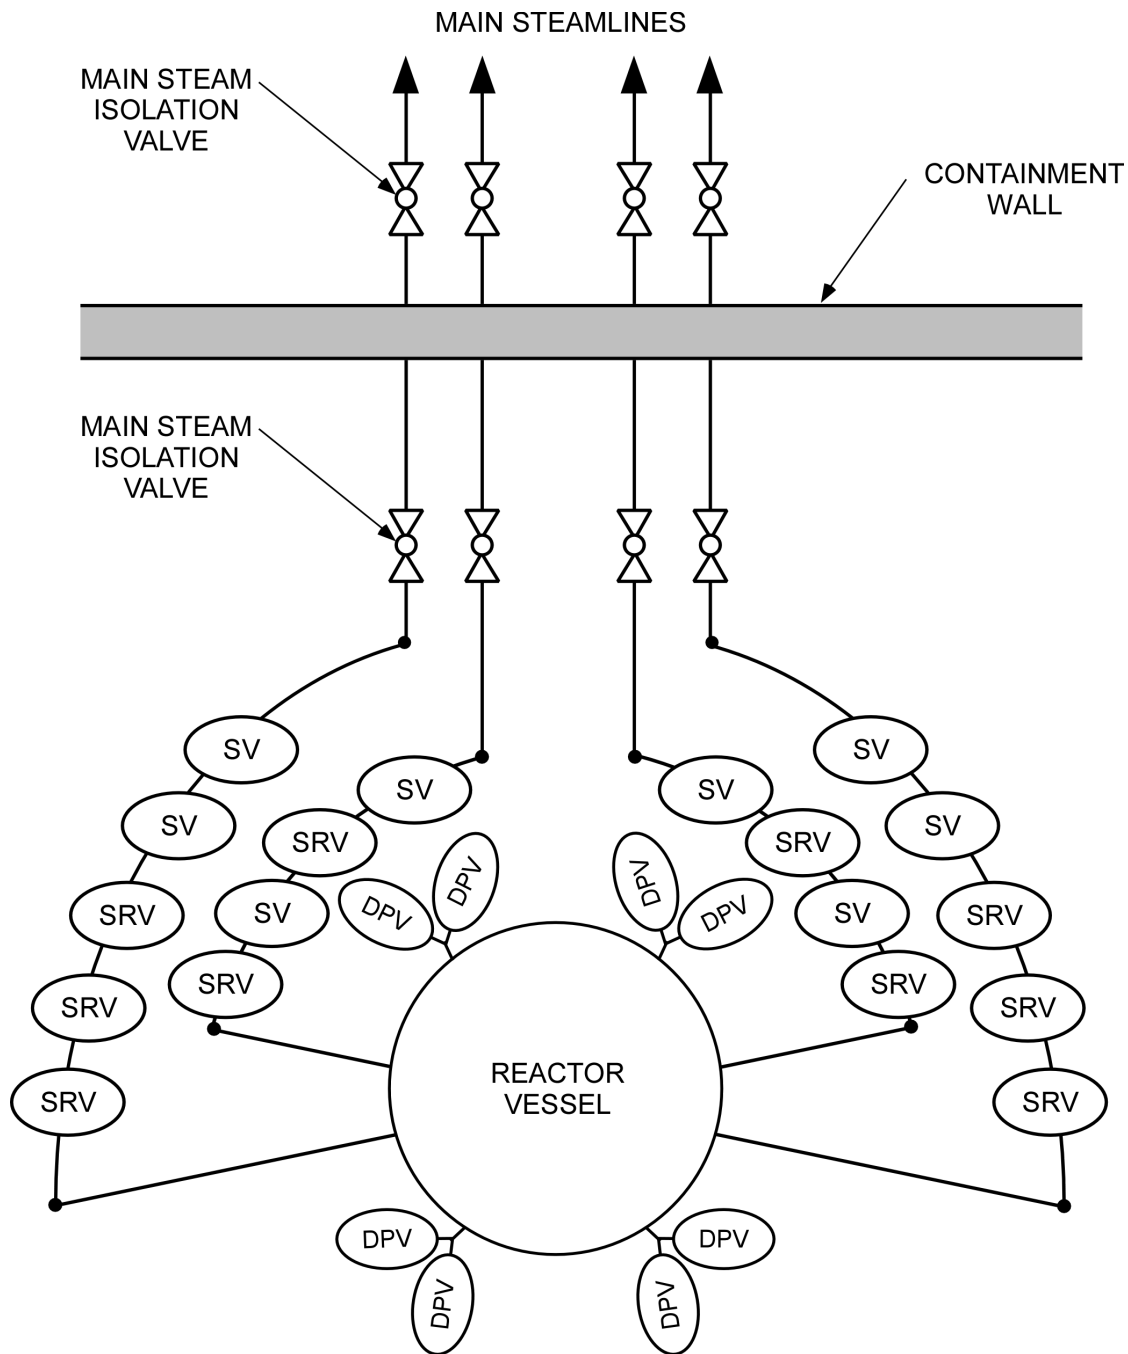 MAIN STEAMLINES
MAIN STEAM
ISOLATION
VALVE
CONTAINMENT
WALL
MAIN STEAM
ISOLATION
VALVE
SV
SV
SV
SV
SV
SV
SRV
SRV
DPV
DPV
DPV
DPV
SRV
SV
SV
SRV
SRV
SRV
SRV
SRV
REACTOR
VESSEL
SRV
SRV
DPV
DPV
DPV
DPV